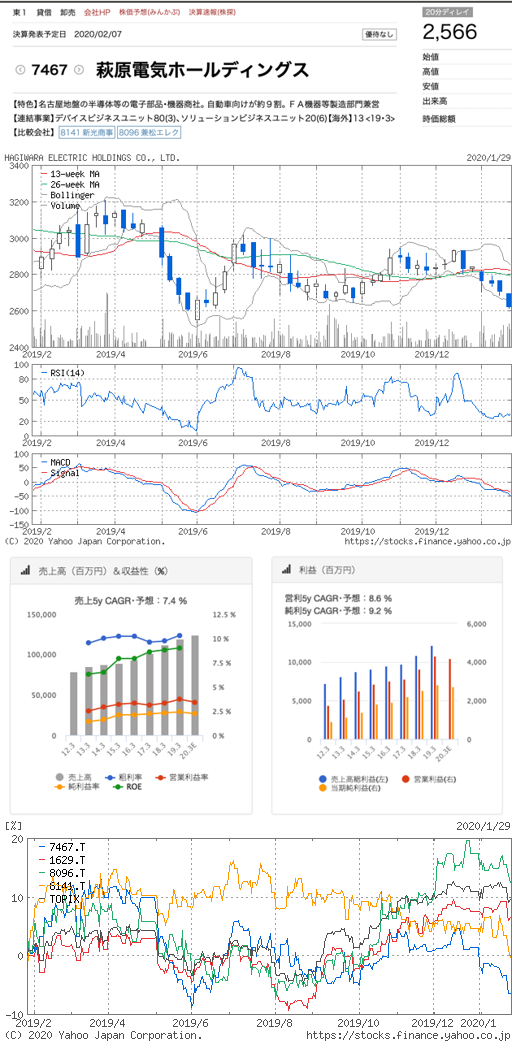 東1 貸借 卸売 会社HP 株価予想(みんかぶ) 決算速報(株探)
20分ディレイ
決算発表予定日 2020/02/07
優待なし
2,566
7467 萩原電気ホールディングス
始値
高値
安値
出来高
時価総額
【特色】名古屋地盤の半導体等の電子部品・機器商社。自動車向けが約9割。FA機器等製造部門兼営
【連結事業】デバイスビジネスユニット80(3)、ソリューションビジネスユニット20(6)【海外】13<19・3>
【比較会社】 8141 新光商事 8096 兼松エレク
HAGIWARA ELECTRIC HOLDINGS CO., LTD.
2020/1/29
3400
13-week MA
26-week MA
Bollinger
Volume
3200
3000
2800
2600
2400
2019/2 2019/4 2019/6 2019/8 2019/10 2019/12
100
RSI(14)
80
60
40
20
0
2019/2 2019/4 2019/6 2019/8 2019/10 2019/12
100
MACD
Signal
50
0
-50
-100
-150
2019/2 2019/4 2019/6 2019/8 2019/10 2019/12
(C) 2020 Yahoo Japan Corporation.
https://stocks.finance.yahoo.co.jp/
売上高（百万円）＆収益性（%）
売上5y CAGR・予想：7.4 %
150,000
100,000
50,000
0
12.5 %
10 %
7.5 %
5 %
2.5 %
0 %
12.3 13.3 14.3 15.3 16.3 17.3 18.3 19.3 20.3E
売上高 粗利率 営業利益率
純利益率 ROE
利益（百万円）
営利5y CAGR・予想：8.6 %
純利5y CAGR・予想：9.2 %
15,000
10,000
5,000
0
6,000
4,000
2,000
0
12.3 13.3 14.3 15.3 16.3 17.3 18.3 19.3 20.3E
売上高総利益(左) 営業利益(右)
当期純利益(右)
[%]
2020/1/29
20
7467.T
1629.T
8096.T
8141.T
TOPIX
10
0
-10
2019/2 2019/4 2019/6 2019/8 2019/10 2019/12 2020/1
(C) 2020 Yahoo Japan Corporation.
https://stocks.finance.yahoo.co.jp/